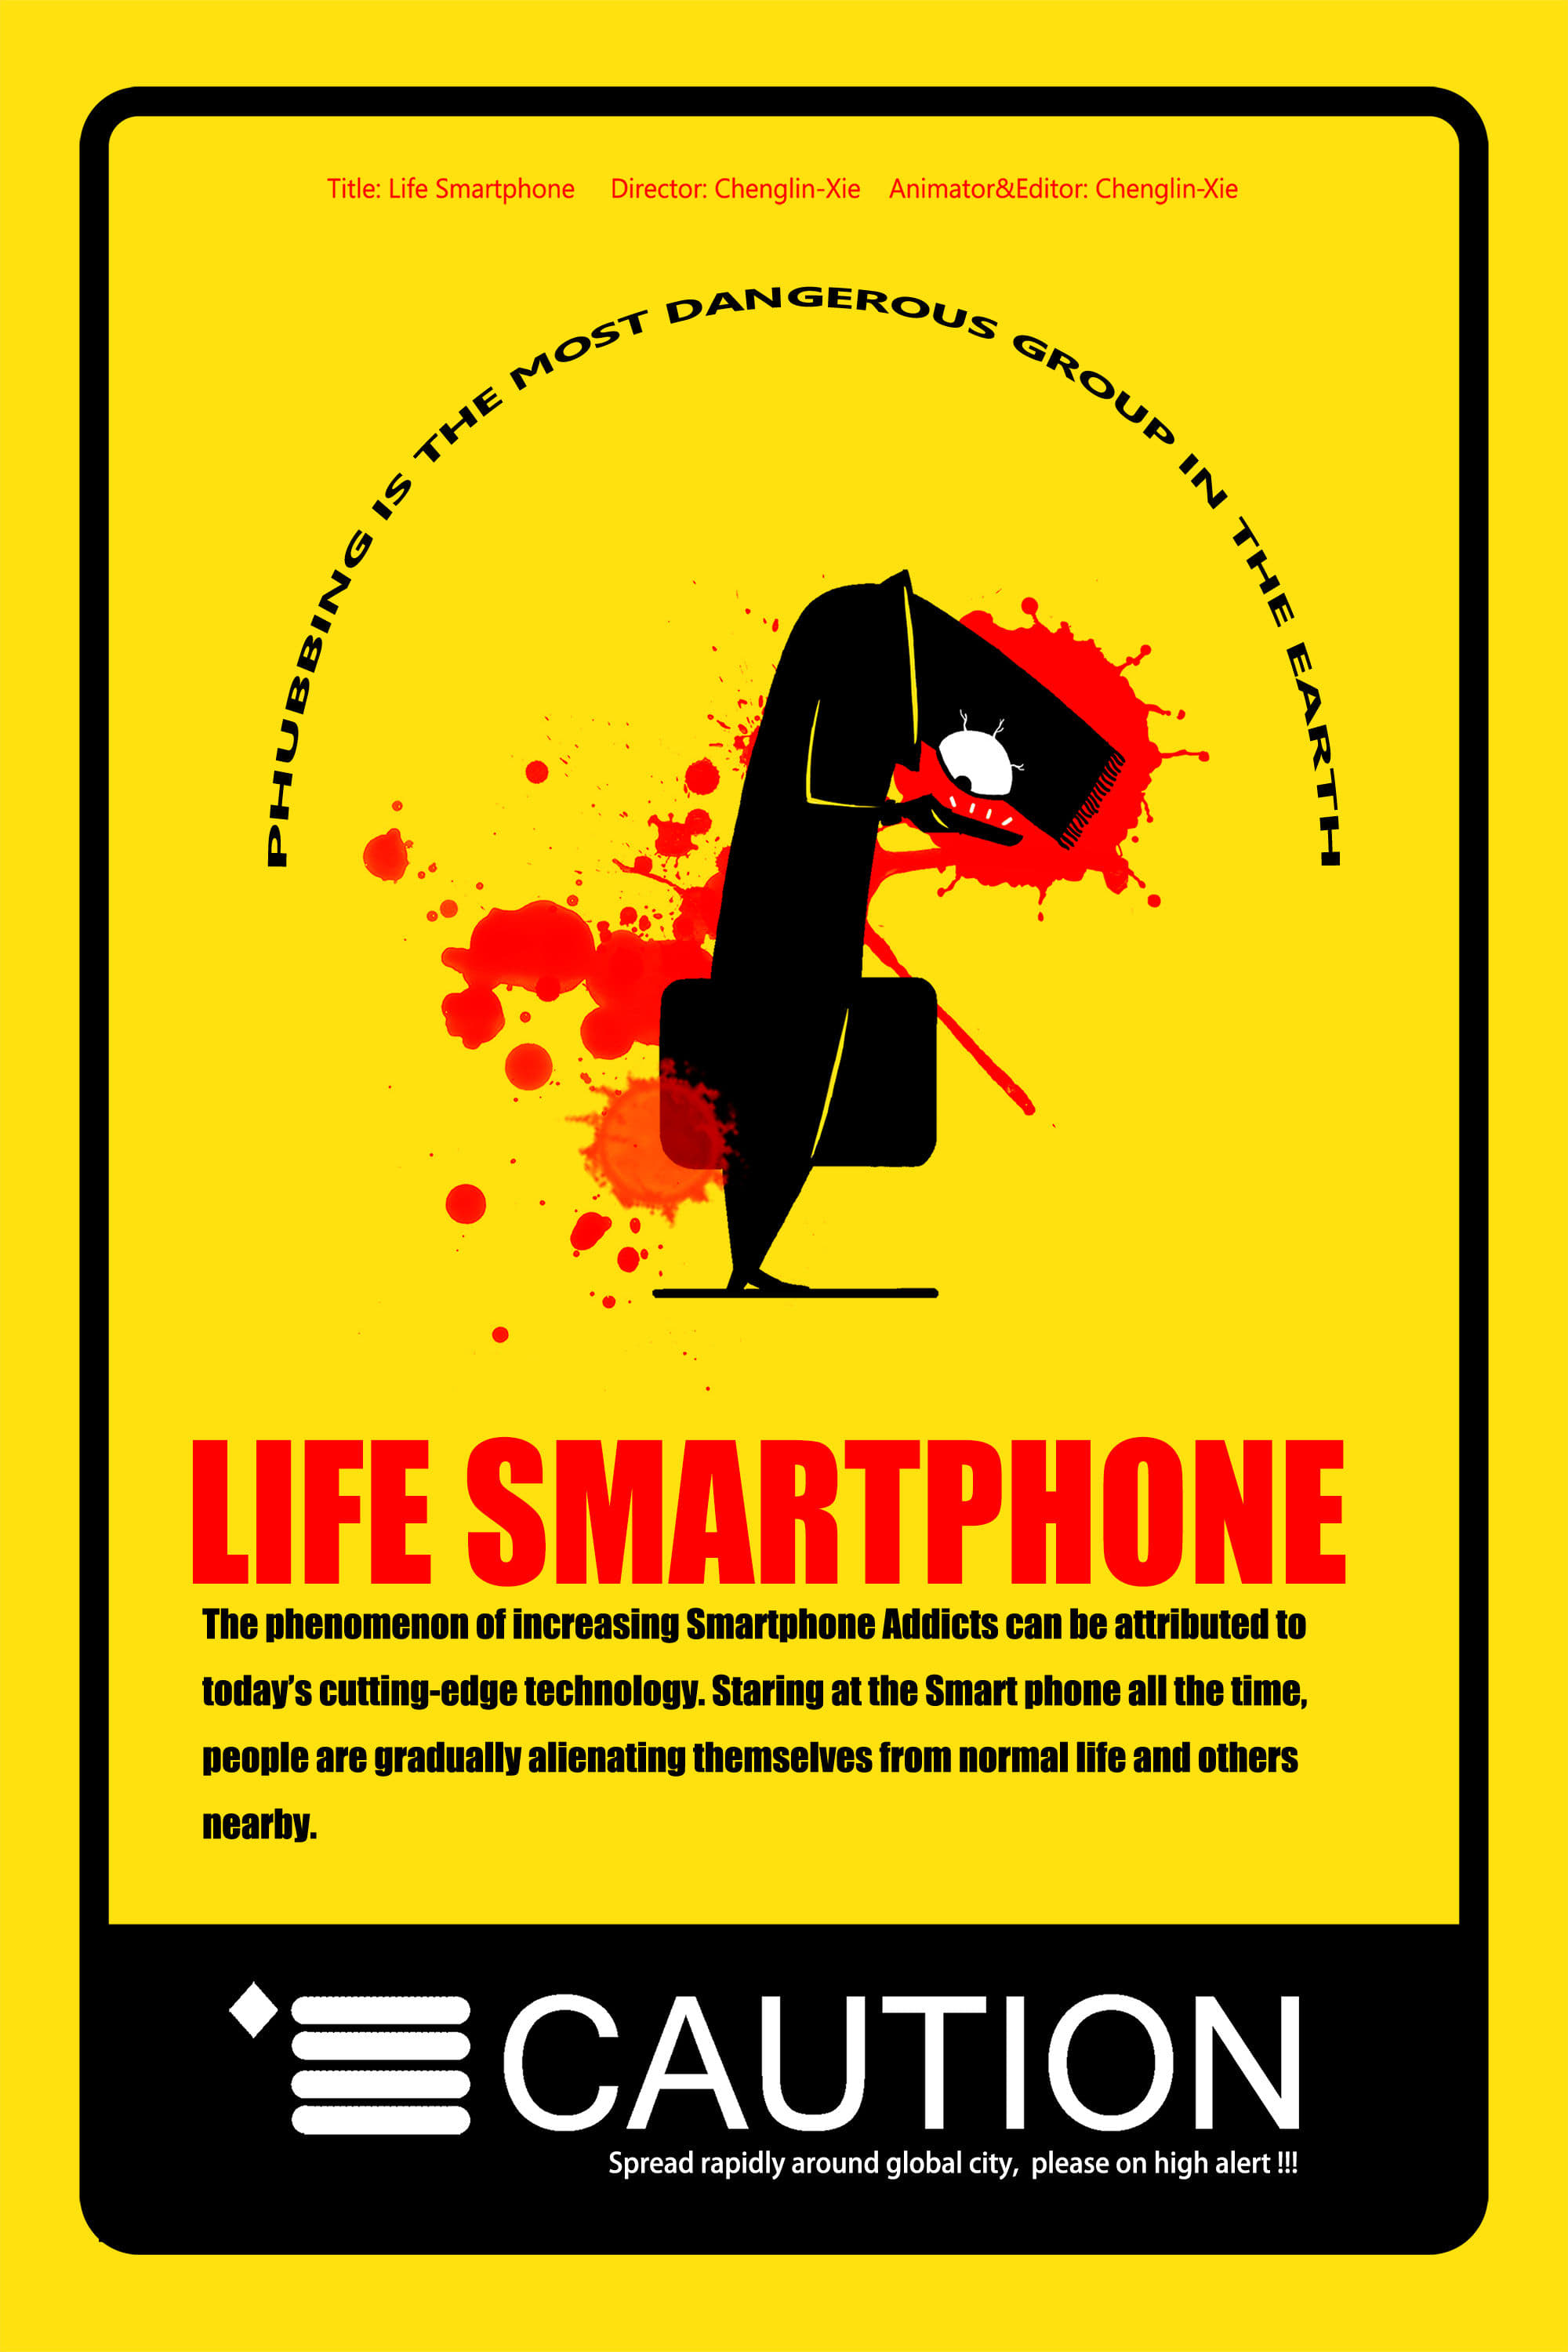 Title: Life Smartphone Director: Chenglin-Xie Animator&Editor: Chenglin-Xie
PHUBBING IS THE MOST DANGEROUS GROUP IN THE EARTH
LIFE SMARTPHONE
The phenomenon of increasing Smartphone Addicts can be attributed to
today's cutting-edge technology. Staring at the Smart phone all the time,
people are gradually alienating themselves from normal life and others
nearby.
CAUTION
Spread rapidly around global city, please on high alert !!!